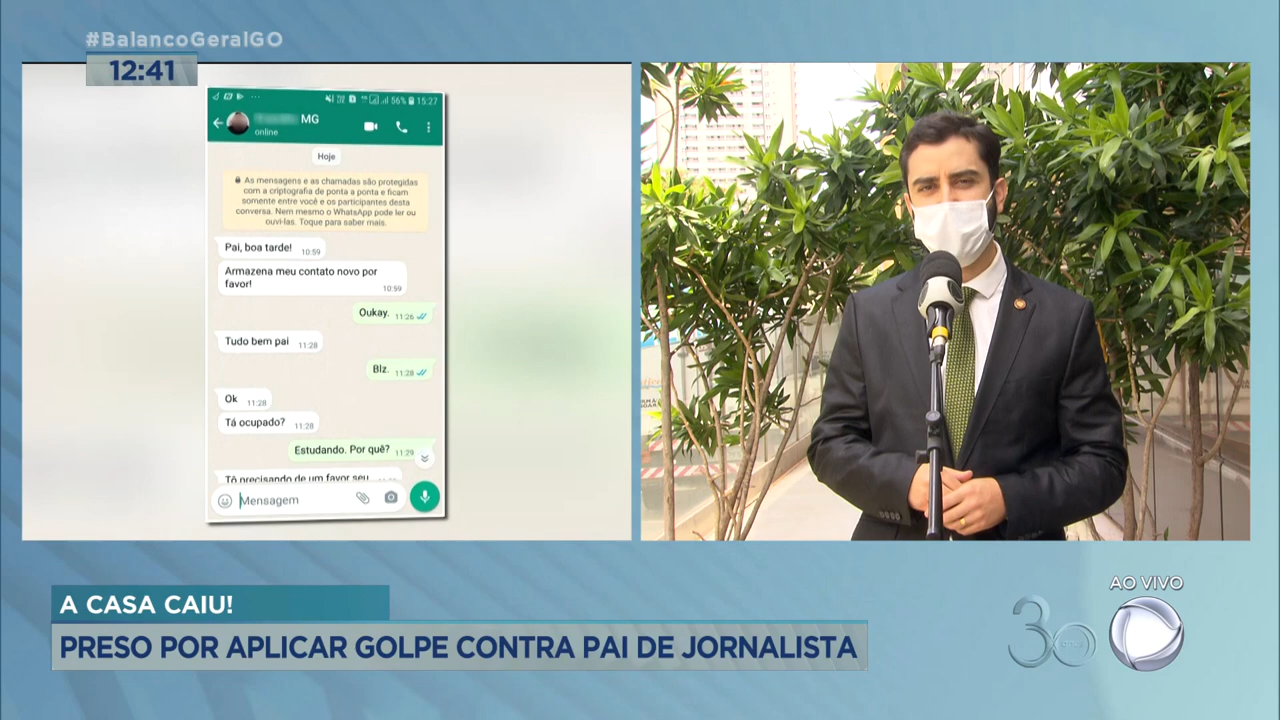 #BalancoGeralGO
12:41
56% 15:27
MG
online
Hoje
As mensagens e as chamadas são protegidas
com a criptografia de ponta a ponta e ficam
somente entre você e os participantes desta
conversa. Nem mesmo o WhatsApp pode ler ou
ouvi-las. Toque para saber mais.
Pai, boa tarde! 10:59
Armazena meu contato novo por
favor! 10:59
Oukay. 11:26
Tudo bem pai 11:28
Blz. 11:28
Ok 11:28
Tá ocupado? 11:28
Estudando. Por quê? 11:29
Tô precisando de um favor seu
Mensagem
A CASA CAIU!
PRESO POR APLICAR GOLPE CONTRA PAI DE JORNALISTA
AO VIVO
30